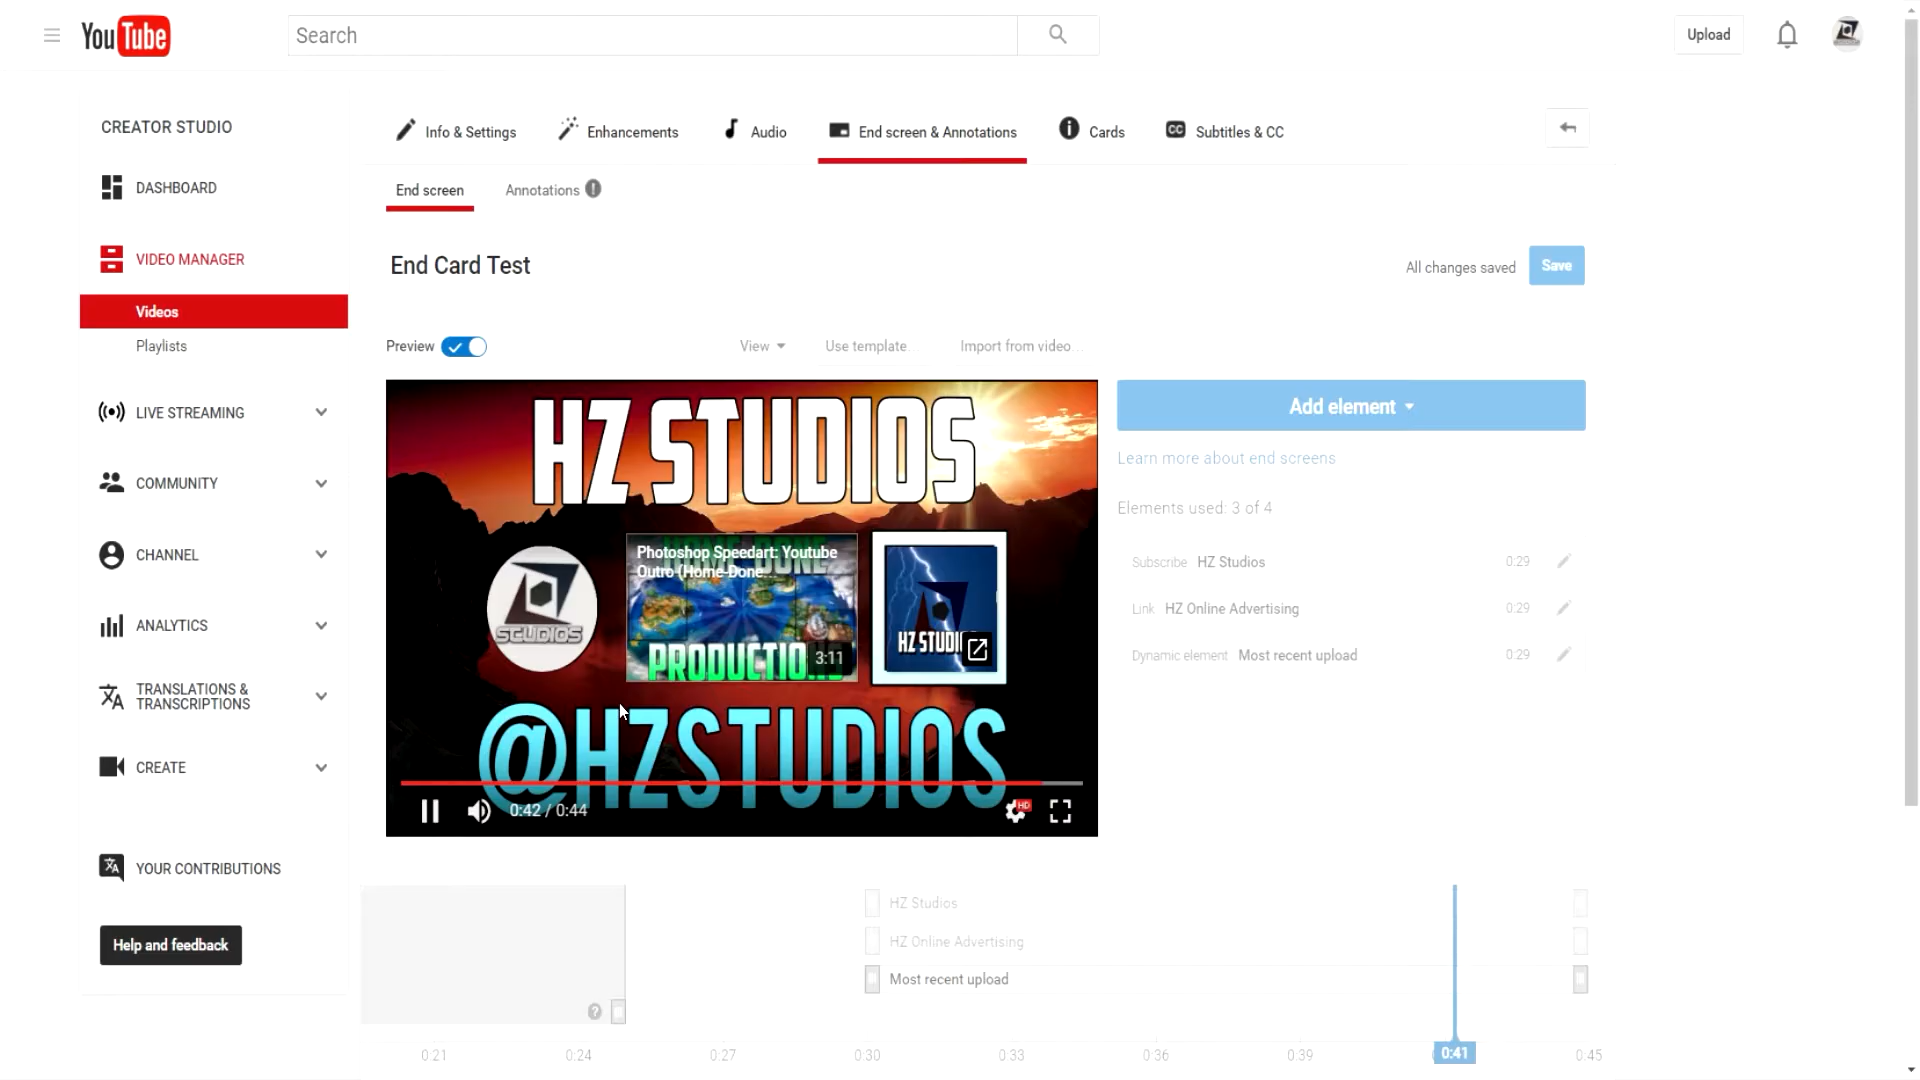 YouTube
Search
Upload
CREATOR STUDIO
DASHBOARD
VIDEO MANAGER
Videos
Playlists
LIVE STREAMING
COMMUNITY
CHANNEL
ANALYTICS
TRANSLATIONS &
TRANSCRIPTIONS
CREATE
YOUR CONTRIBUTIONS
Help and feedback
Info & Settings
Enhancements
Audio
End screen & Annotations
Cards
CC Subtitles & CC
End screen
Annotations
End Card Test
All changes saved
Save
Preview
View
Use template...
Import from video...
HZ STUDIOS
STUDIOS
Photoshop Speedart: Youtube
Outro (Home-Done...
HOME-DONE
PRODUCTION
3:11
HZ STUDI
@HZSTUDIOS
0:42 / 0:44
HD
Add element
Learn more about end screens
Elements used: 3 of 4
Subscribe HZ Studios 0:29
Link HZ Online Advertising 0:29
Dynamic element Most recent upload 0:29
HZ Studios
HZ Online Advertising
Most recent upload
?
0:21 0:24 0:27 0:30 0:33 0:36 0:39 0:41 0:45